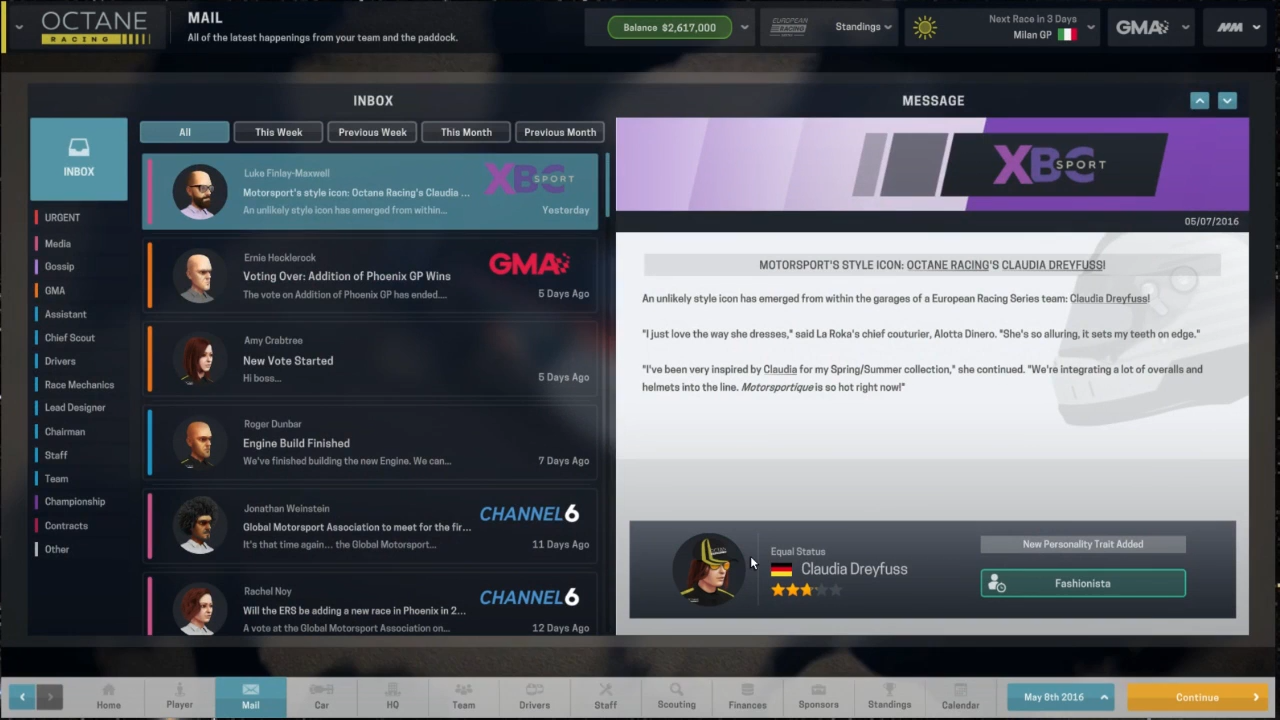 OCTANE
RACING
MAIL
All of the latest happenings from your team and the paddock.
Balance $2,617,000
EUROPEAN
RACING
Standings
Next Race in 3 Days
Milan GP
GMA
INBOX
MESSAGE
INBOX
URGENT
Media
Gossip
GMA
Assistant
Chief Scout
Drivers
Race Mechanics
Lead Designer
Chairman
Staff
Team
Championship
Contracts
Other
All
This Week
Previous Week
This Month
Previous Month
Luke Finley-Maxwell
Motorsport's style icon: Octane Racing's Claudia ...
An unlikely style icon has emerged from within...
XBC SPORT
Yesterday
Ernie Hecklerock
Voting Over: Addition of Phoenix GP Wins
The vote on Addition of Phoenix GP has ended....
GMA
5 Days Ago
Amy Crabtree
New Vote Started
Hi boss...
5 Days Ago
Roger Dunbar
Engine Build Finished
We've finished building the new Engine. We can...
7 Days Ago
Jonathan Weinstein
Global Motorsport Association to meet for the fir...
It's that time again... the Global Motorsport...
CHANNEL6
11 Days Ago
Rachel Noy
Will the ERS be adding a new race in Phoenix in 2...
A vote at the Global Motorsport Association on...
CHANNEL6
12 Days Ago
XBC SPORT
05/07/2016
MOTORSPORT'S STYLE ICON: OCTANE RACING'S CLAUDIA DREYFUSS!
An unlikely style icon has emerged from within the garages of a European Racing Series team: Claudia Dreyfuss!
"I just love the way she dresses," said La Roka's chief couturier, Alotta Dinero. "She's so alluring, it sets my teeth on edge."
"I've been very inspired by Claudia for my Spring/Summer collection," she continued. "We're integrating a lot of overalls and
helmets into the line. Motorsportique is so hot right now!"
Equal Status
Claudia Dreyfuss
New Personality Trait Added
Fashionista
Home
Player
Mail
Car
HQ
Team
Drivers
Staff
Scouting
Finances
Sponsors
Standings
Calendar
May 8th 2016
Continue